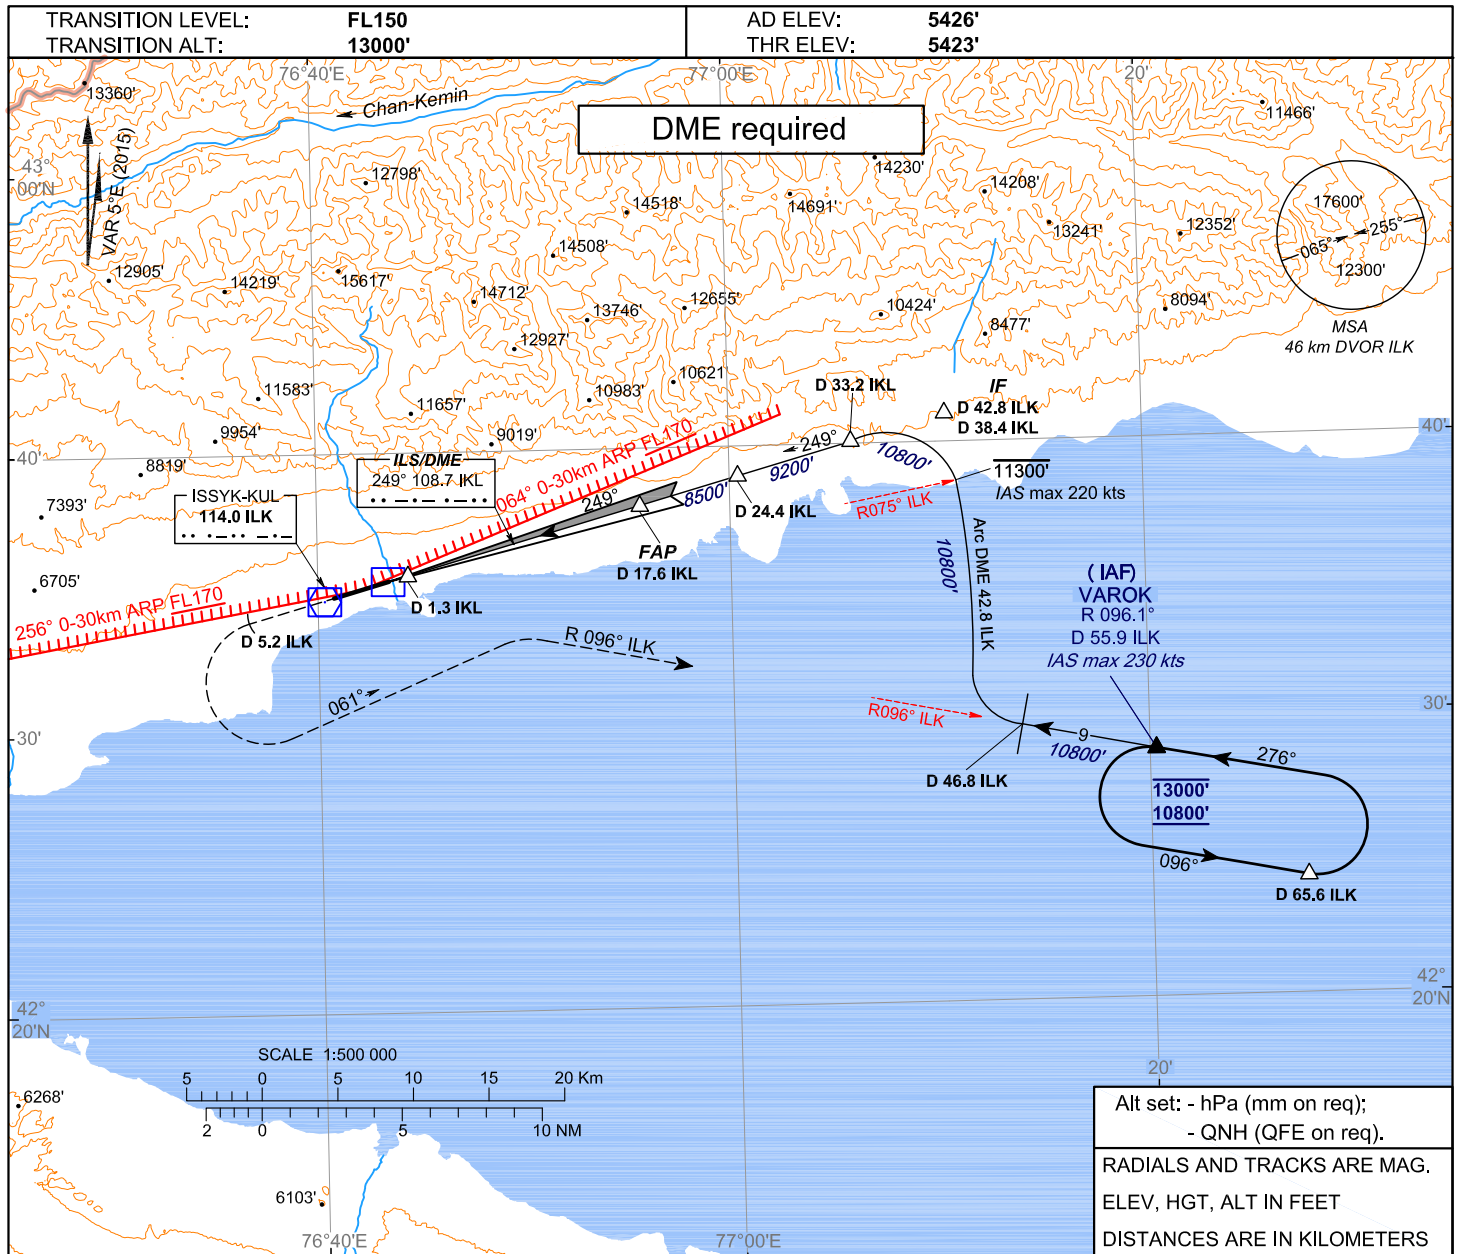 TRANSITION LEVEL: FL150
TRANSITION ALT: 13000'
AD ELEV: 5426'
THR ELEV: 5423'
76°40'E
77°00'E
20'
13360'
Chan-Kemin
DME required
11466'
43°
00'N
VAR 5°E (2015)
12798'
14230'
14518'
14691'
14208'
13241'
12352'
17600'
065°
255°
12300'
MSA
46 km DVOR ILK
14508'
12905'
14219'
15617'
14712'
13746'
12655'
10424'
8094'
8477'
12927'
10621'
10983'
11583'
11657'
9954'
9019'
8819'
7393'
6705'
D 33.2 IKL
IF
D 42.8 ILK
D 38.4 IKL
40'
40'
ILS/DME
249° 108.7 IKL
064° 0-30km ARP FL170
249°
10800'
9200'
8500'
249°
11300'
IAS max 220 kts
R075° ILK
D 24.4 IKL
ISSYK-KUL
114.0 ILK
FAP
D 17.6 IKL
Arc DME 42.8 ILK
10800'
(IAF)
VAROK
R 096.1°
D 55.9 ILK
IAS max 230 kts
256° 0-30km ARP FL170
D 1.3 IKL
D 5.2 ILK
R 096° ILK
061°
R096° ILK
30'
30'
9
10800'
276°
D 46.8 ILK
13000'
10800'
096°
D 65.6 ILK
42°
20'N
42°
20'N
SCALE 1:500 000
5 0 5 10 15 20 Km
2 0 5 10 NM
20'
6268'
6103'
76°40'E
77°00'E
Alt set: - hPa (mm on req);
- QNH (QFE on req).
RADIALS AND TRACKS ARE MAG.
ELEV, HGT, ALT IN FEET
DISTANCES ARE IN KILOMETERS